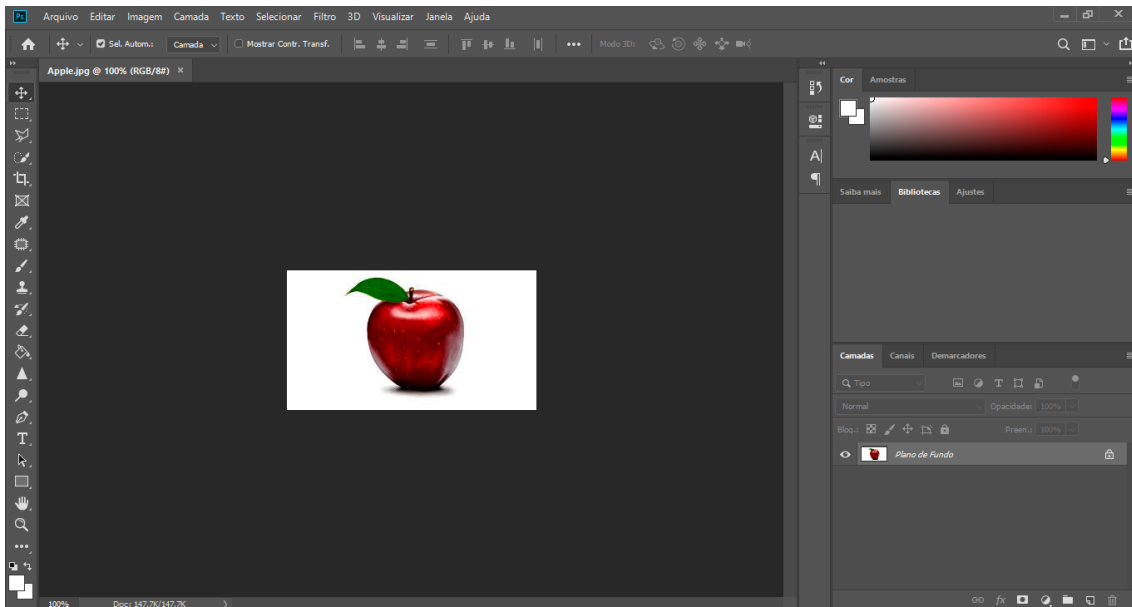 Ps Arquivo Editar Imagem Camada Texto Selecionar Filtro 3D Visualizar Janela Ajuda
Sel. Autom.: Camada Mostrar Contr. Transf. Modo 3D:
Apple.jpg @ 100% (RGB/8#) ×
Cor Amostras
Saiba mais Bibliotecas Ajustes
Camadas Canais Demarcadores
Tipo
Normal Opacidade: 100%
Bloq.: Preen.: 100%
Plano de Fundo
fx
100% Doc: 147,7K/147,7K